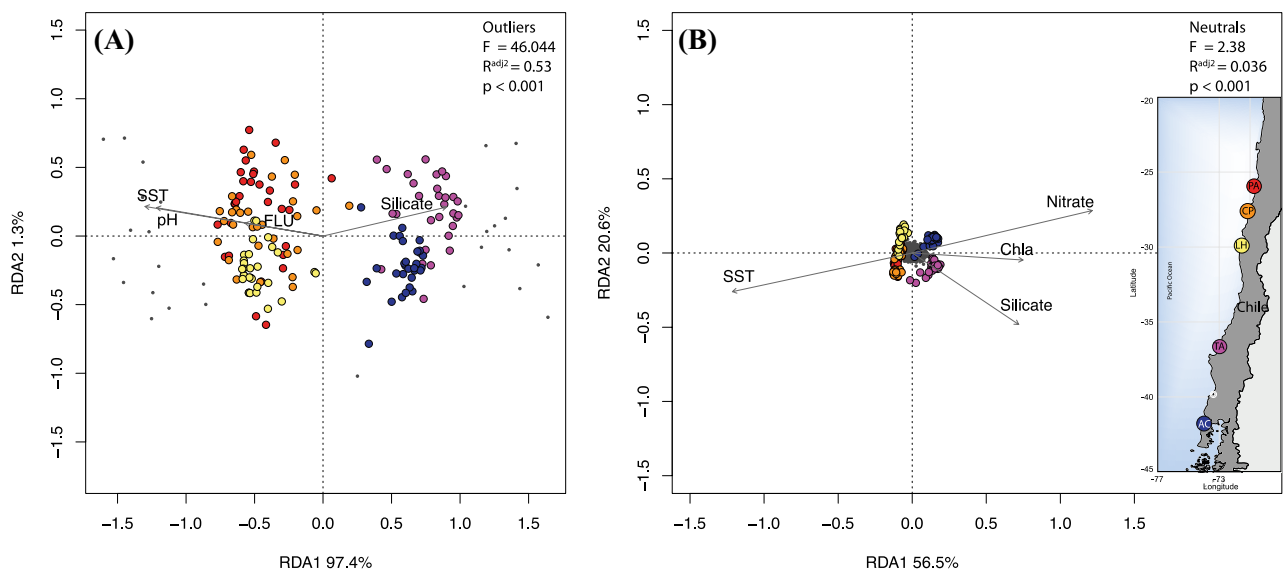 (A)
Outliers
F = 46.044
R^adj2 = 0.53
p < 0.001
SST
pH
FLU
Silicate
1.5
1.0
0.5
0.0
−0.5
−1.0
−1.5
RDA2 1.3%
−1.5 −1.0 −0.5 0.0 0.5 1.0 1.5
RDA1 97.4%
(B)
Neutrals
F = 2.38
R^adj2 = 0.036
p < 0.001
Nitrate
Chla
SST
Silicate
1.5
1.0
0.5
0.0
−0.5
−1.0
−1.5
RDA2 20.6%
−1.5 −1.0 −0.5 0.0 0.5 1.0 1.5
RDA1 56.5%
-20
-25
-30
-35
-40
-45
Latitude
Pacific Ocean
PA
CP
LH
Chile
TA
AC
-77 -73
Longitude